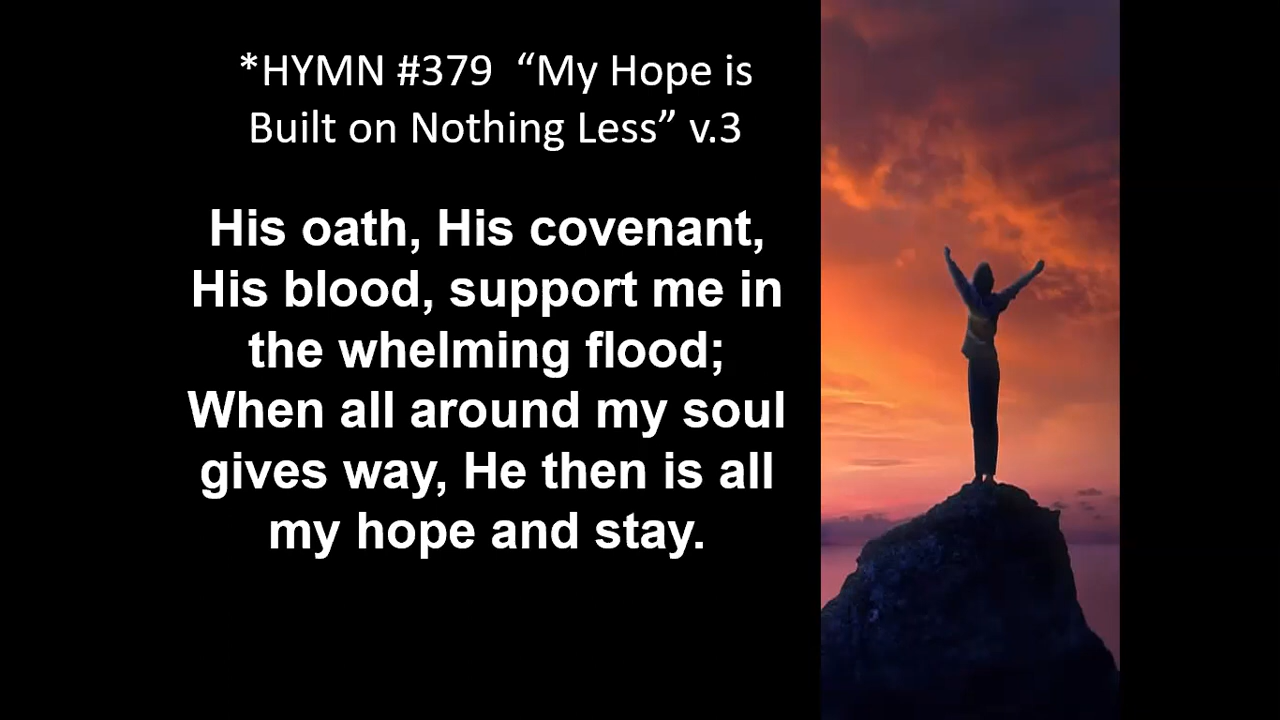 *HYMN #379  “My Hope is
Built on Nothing Less” v.3
His oath, His covenant,
His blood, support me in
the whelming flood;
When all around my soul
gives way, He then is all
my hope and stay.